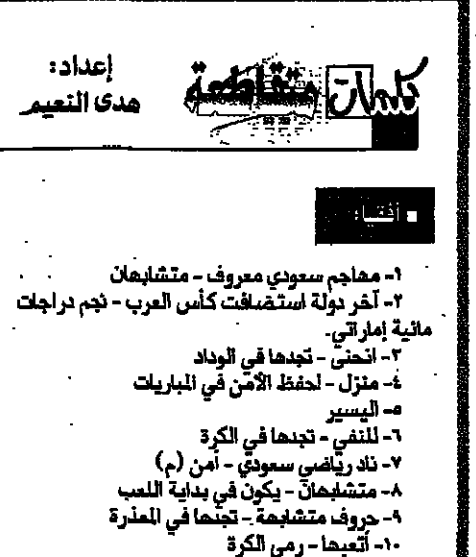 كلمات متقاطعة
إعداد:
هدى النعيم
أفقيا:
١- مهاجم سعودي معروف - متشابهان
٢- آخر دولة استضافت كأس العرب - نجم دراجات
مائية إماراتي.
٣- انحنى - تجدها في الوداد
٤- منزل - لحفظ الأمن في المباريات
٥- اليسير
٦- للنفي - تجدها في الكرة
٧- ناد رياضي سعودي - أمن (م)
٨- متشابهان - يكون في بداية اللعب
٩- حروف متشابهة - تجدها في المعذرة
١٠- أتعبها - رمي الكرة